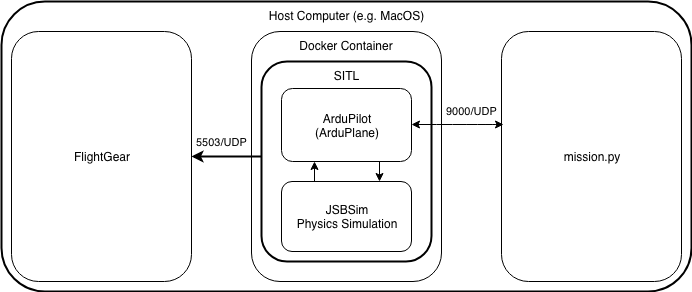 Host Computer (e.g. MacOS)
Docker Container
SITL
ArduPilot
(ArduPlane)
9000/UDP
5503/UDP
FlightGear
mission.py
JSBSim
Physics Simulation